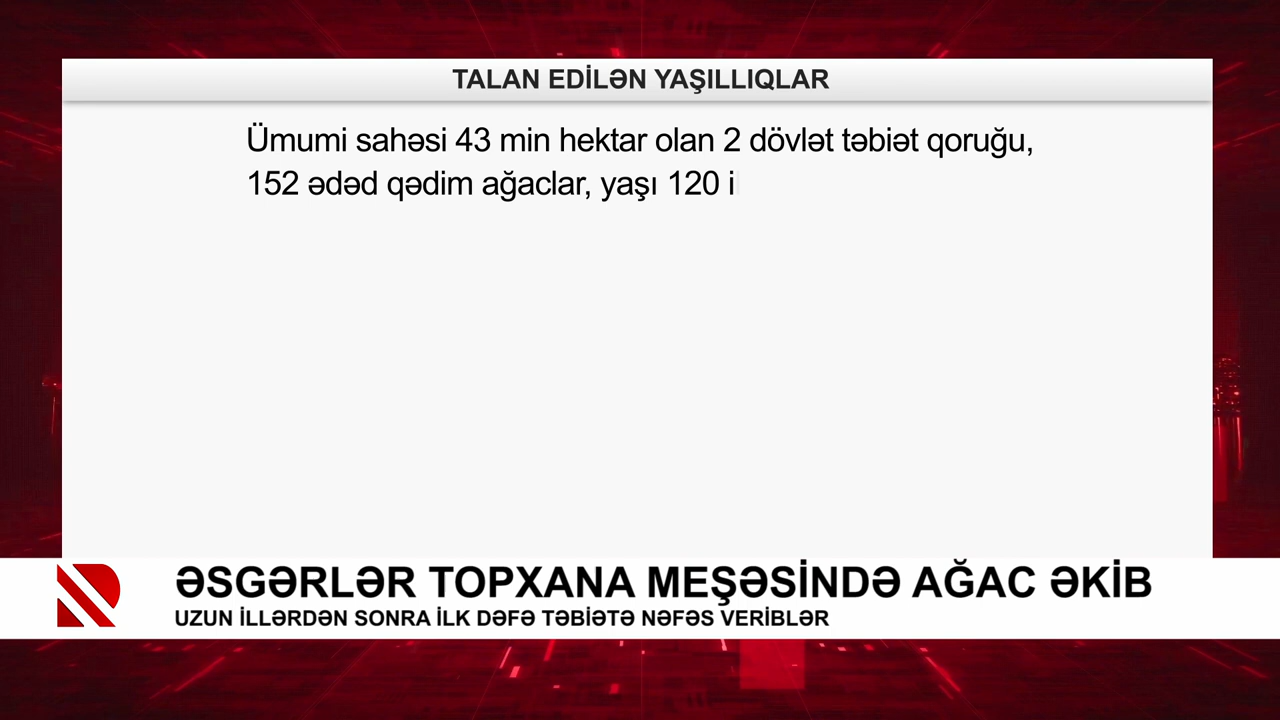 TALAN EDİLƏN YAŞILLIQLAR
Ümumi sahəsi 43 min hektar olan 2 dövlət təbiət qoruğu,
152 ədəd qədim ağaclar, yaşı 120 i
ƏSGƏRLƏR TOPXANA MEŞƏSİNDƏ AĞAC ƏKİB
UZUN İLLƏRDƏN SONRA İLK DƏFƏ TƏBİƏTƏ NƏFƏS VERİBLƏR